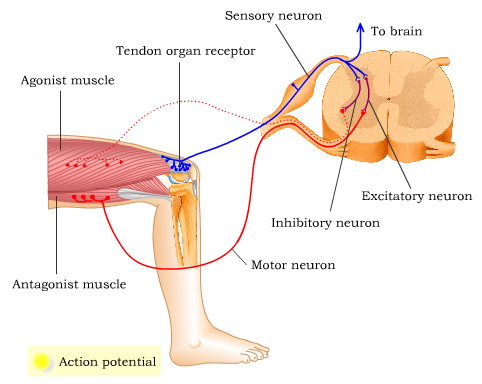 Sensory neuron
To brain
Tendon organ receptor
Agonist muscle
Excitatory neuron
Inhibitory neuron
Motor neuron
Antagonist muscle
Action potential